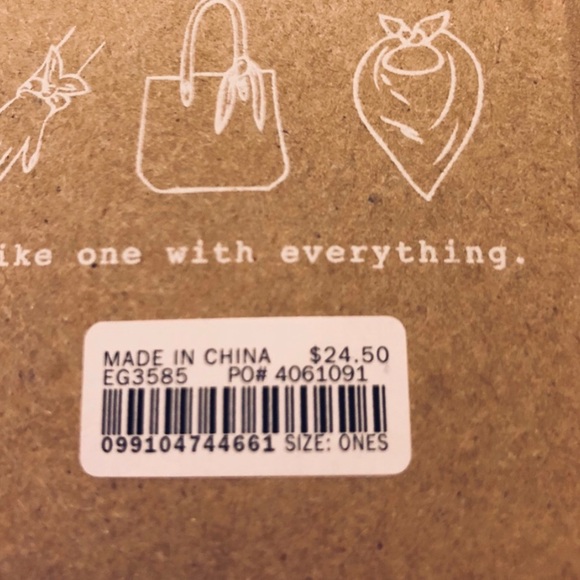 ike one with everything.
MADE IN CHINA $24.50
EG3585 PO# 4061091
099104744661 SIZE: ONES